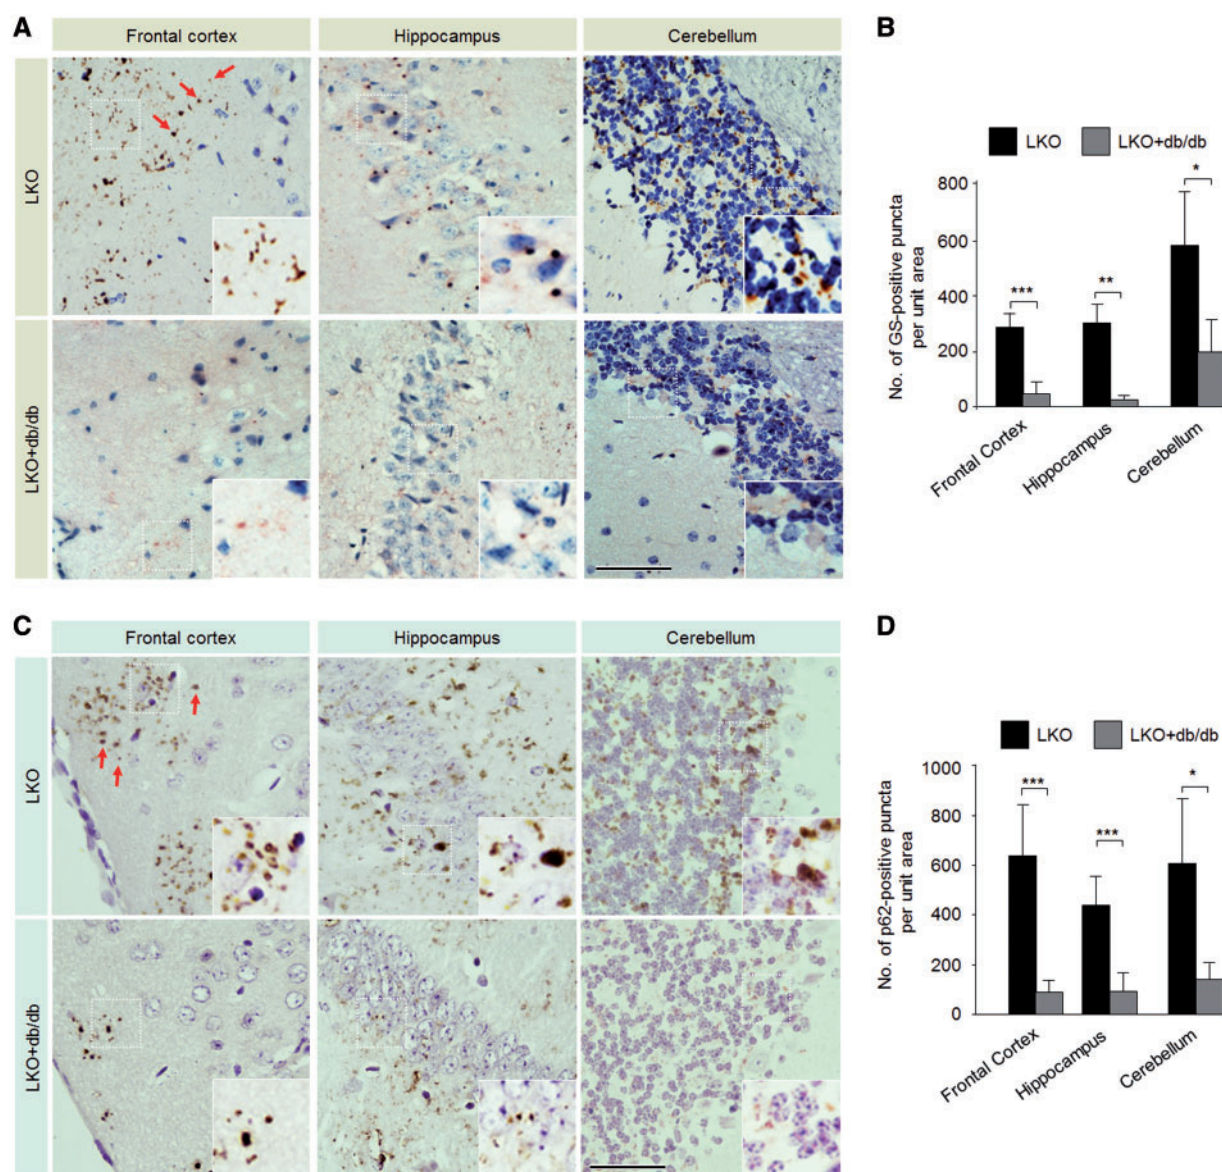 A
Frontal cortex
Hippocampus
Cerebellum
LKO
LKO+db/db
B
LKO
LKO+db/db
No. of GS-positive puncta
per unit area
800
600
400
200
0
***
**
*
Frontal Cortex
Hippocampus
Cerebellum
C
Frontal cortex
Hippocampus
Cerebellum
LKO
LKO+db/db
D
LKO
LKO+db/db
No. of p62-positive puncta
per unit area
1000
800
600
400
200
0
***
***
*
Frontal Cortex
Hippocampus
Cerebellum